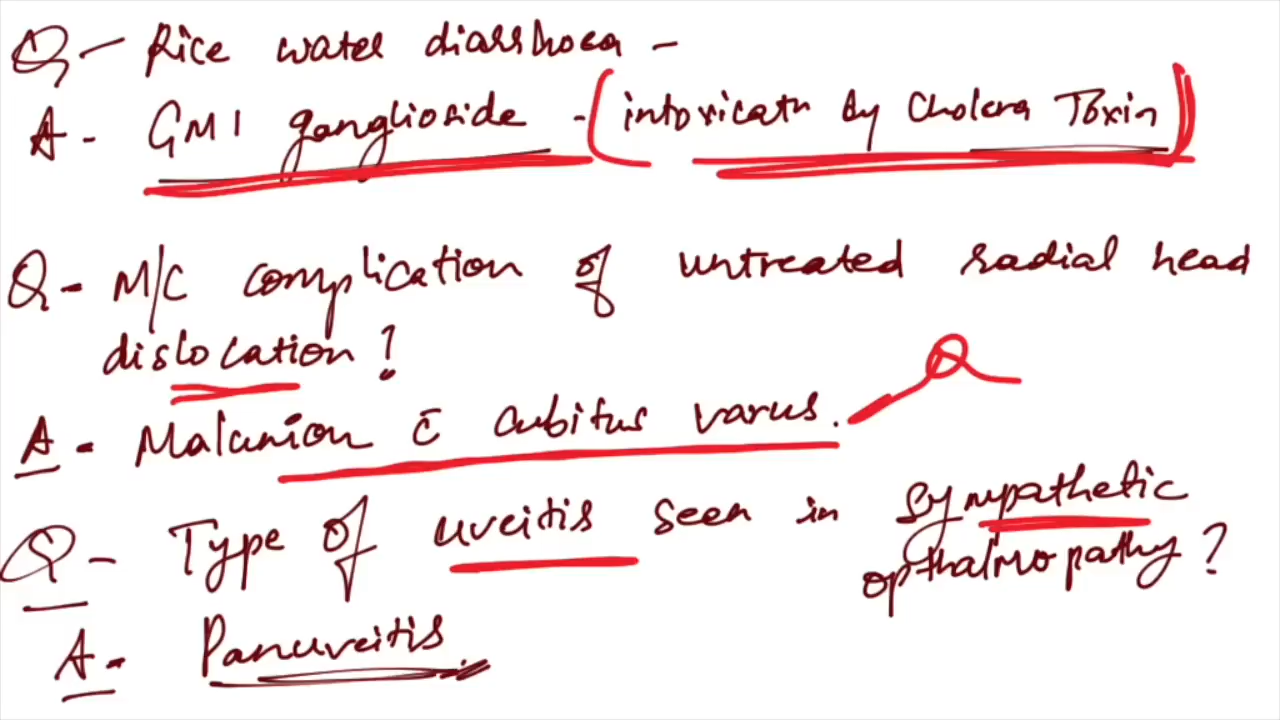 Q - Rice water diarrhoea -
A - GM1 ganglioside - (intoxicatn by Cholera Toxin)
Q - M/C complication of untreated radial head
dislocation?
A - Malunion c̄ cubitus varus.
Q - Type of uveitis seen in sympathetic
opthalmopathy?
A - Panuveitis.